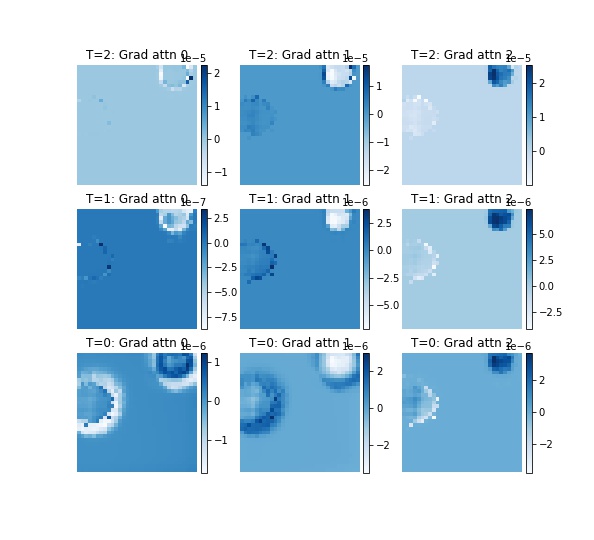 T=2: Grad attn 0
1e−5
2
1
0
−1
T=2: Grad attn 1
1e−5
1
0
−1
−2
T=2: Grad attn 2
1e−5
2
1
0
T=1: Grad attn 0
1e−7
2.5
0.0
−2.5
−5.0
−7.5
T=1: Grad attn 1
1e−6
2.5
0.0
−2.5
−5.0
T=1: Grad attn 2
1e−6
5.0
2.5
0.0
−2.5
T=0: Grad attn 0
1e−6
1
0
−1
T=0: Grad attn 1
1e−6
2
0
−2
T=0: Grad attn 2
1e−6
2
0
−2